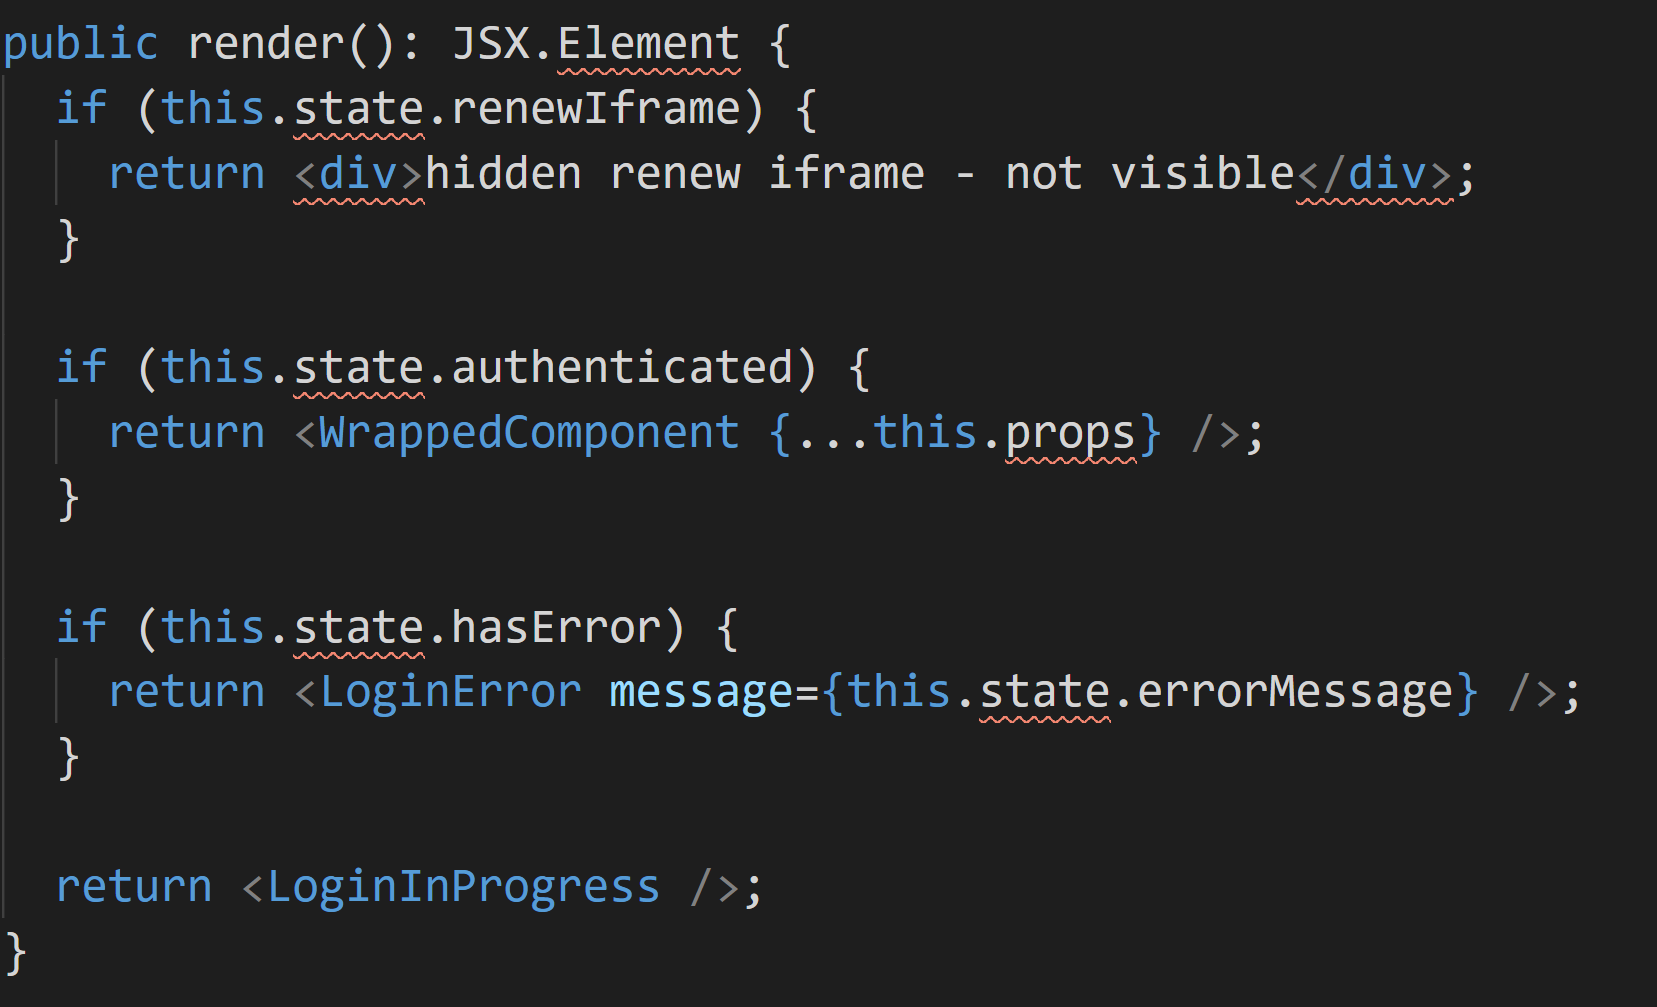 public render(): JSX.Element {
  if (this.state.renewIframe) {
    return <div>hidden renew iframe - not visible</div>;
  }

  if (this.state.authenticated) {
    return <WrappedComponent {...this.props} />;
  }

  if (this.state.hasError) {
    return <LoginError message={this.state.errorMessage} />;
  }

  return <LoginInProgress />;
}